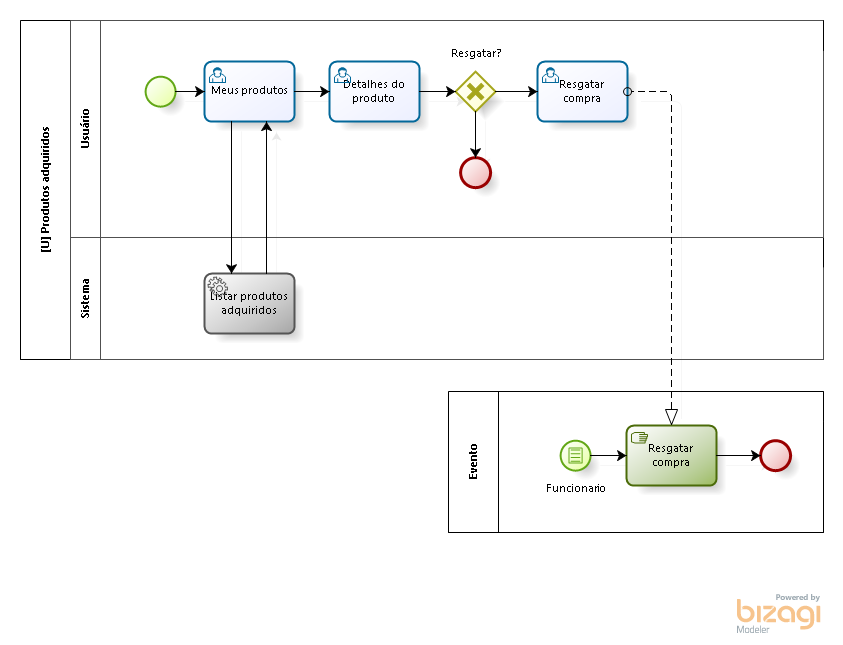 [U] Produtos adquiridos
Usuário
Meus produtos
Detalhes do
produto
Resgatar?
Resgatar
compra
Sistema
Listar produtos
adquiridos
Evento
Funcionario
Resgatar
compra
Powered by
bizagi
Modeler